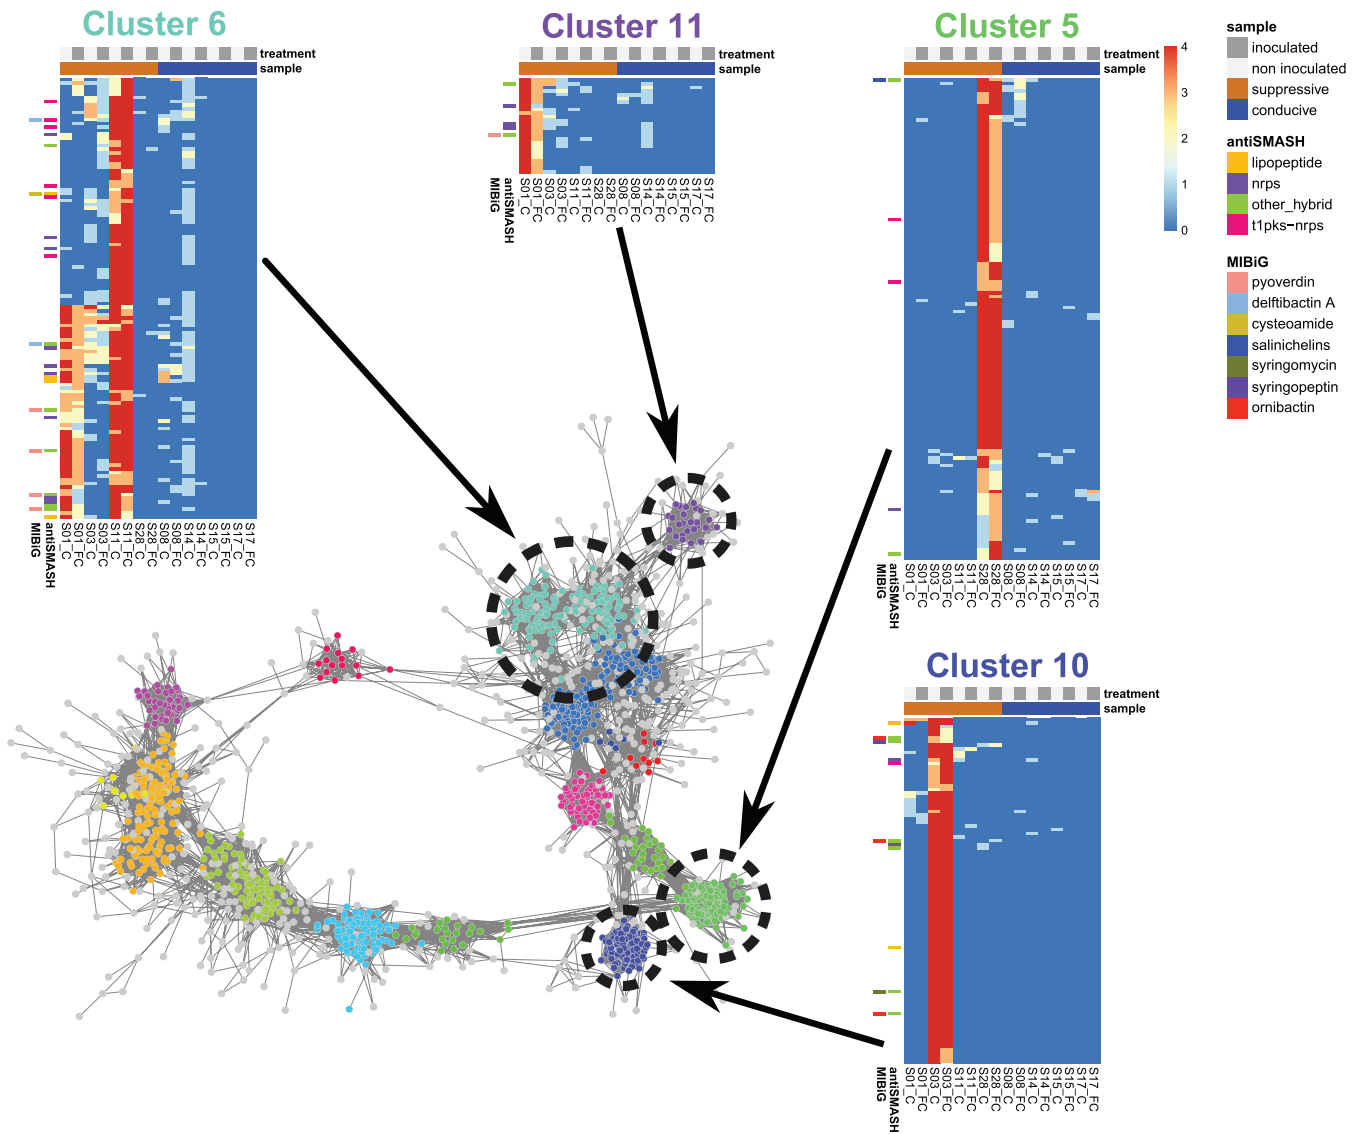 Cluster 6
treatment
sample
S01_C
S01_FC
S03_C
S03_FC
S11_C
S11_FC
S28_C
S28_FC
S08_C
S08_FC
S14_C
S14_FC
S15_C
S15_FC
S17_C
S17_FC
antiSMASH
MIBiG
Cluster 11
treatment
sample
S01_C
S01_FC
S03_C
S03_FC
S11_C
S11_FC
S28_C
S28_FC
S08_C
S08_FC
S14_C
S14_FC
S15_C
S15_FC
S17_C
S17_FC
antiSMASH
MIBiG
Cluster 5
treatment
sample
4
3
2
1
0
S01_C
S01_FC
S03_C
S03_FC
S11_C
S11_FC
S28_C
S28_FC
S08_C
S08_FC
S14_C
S14_FC
S15_C
S15_FC
S17_C
S17_FC
antiSMASH
MIBiG
sample
inoculated
non inoculated
suppressive
conducive
antiSMASH
lipopeptide
nrps
other_hybrid
t1pks−nrps
MIBiG
pyoverdin
delftibactin A
cysteoamide
salinichelins
syringomycin
syringopeptin
ornibactin
Cluster 10
treatment
sample
S01_C
S01_FC
S03_C
S03_FC
S11_C
S11_FC
S28_C
S28_FC
S08_C
S08_FC
S14_C
S14_FC
S15_C
S15_FC
S17_C
S17_FC
antiSMASH
MIBiG